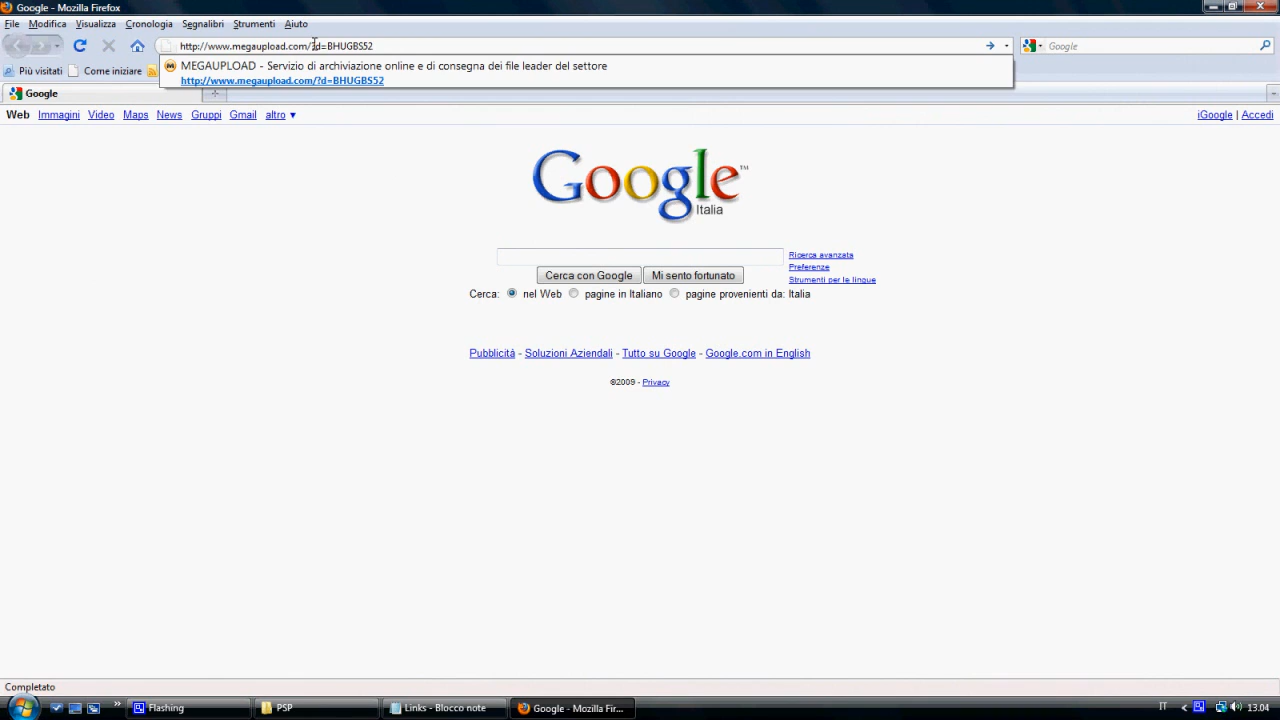 Google - Mozilla Firefox
File Modifica Visualizza Cronologia Segnalibri Strumenti Aiuto
http://www.megaupload.com/?d=BHUGBS52
Google
MEGAUPLOAD - Servizio di archiviazione online e di consegna dei file leader del settore
http://www.megaupload.com/?d=BHUGBS52
Più visitati Come iniziare
Google
Web Immagini Video Maps News Gruppi Gmail altro ▼ iGoogle | Accedi
Google™
Italia
Ricerca avanzata
Preferenze
Strumenti per le lingue
Cerca con Google Mi sento fortunato
Cerca: nel Web pagine in Italiano pagine provenienti da: Italia
Pubblicità - Soluzioni Aziendali - Tutto su Google - Google.com in English
©2009 - Privacy
Completato
Flashing PSP Links - Blocco note Google - Mozilla Fir... IT 13.04